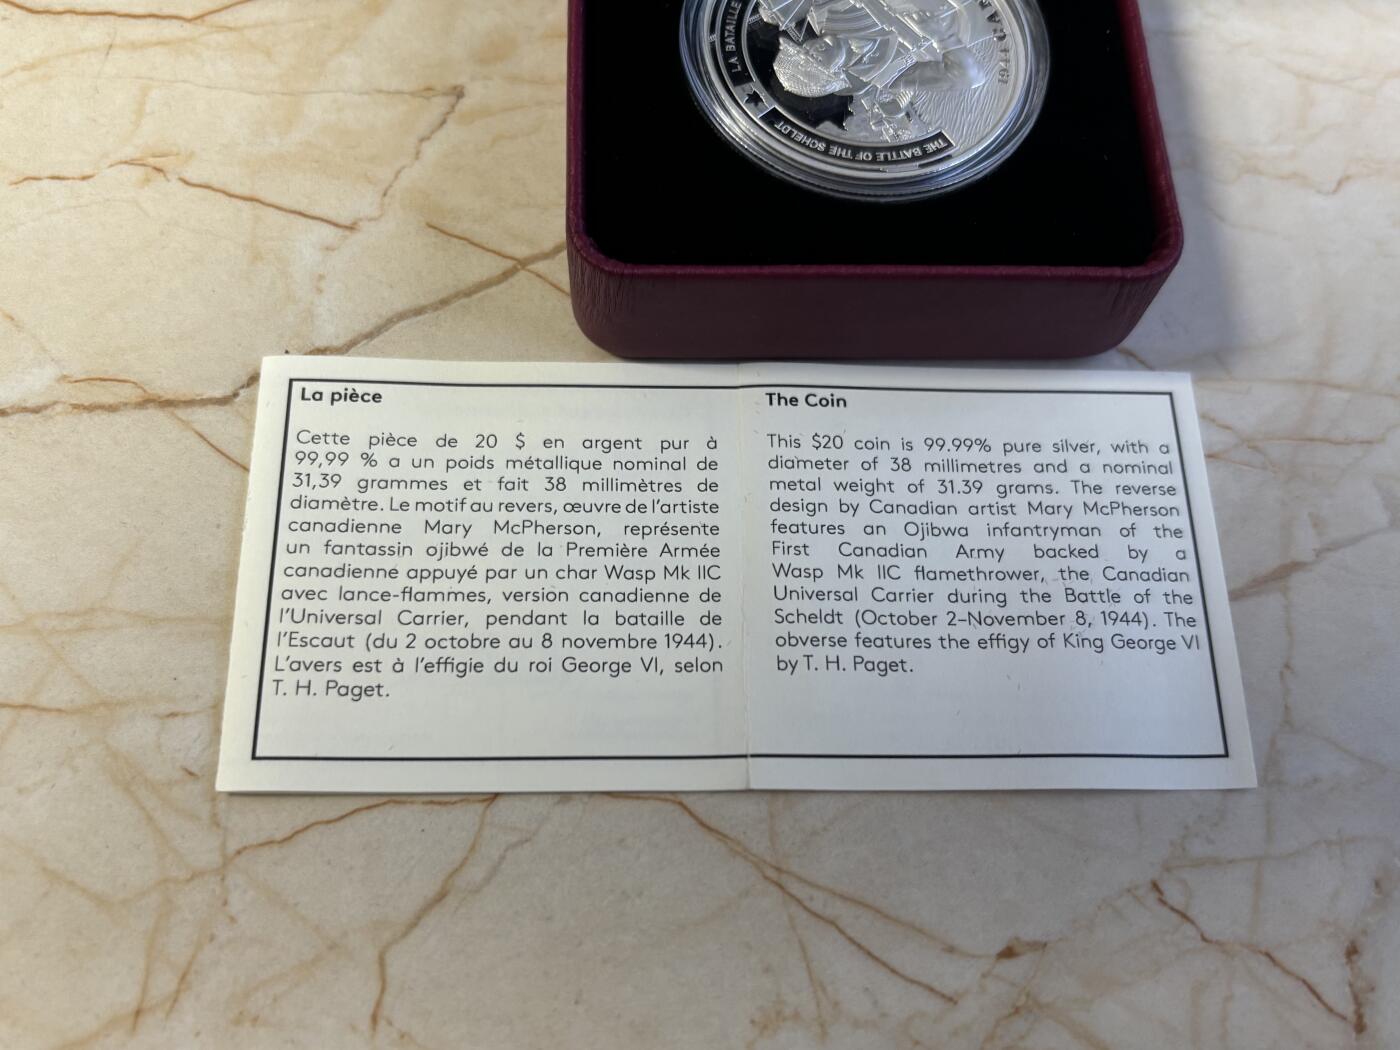 LA BATAILLE
1944
THE BATTLE OF THE SCHELDT
La pièce
Cette pièce de 20 $ en argent pur à
99,99 % a un poids métallique nominal de
31,39 grammes et fait 38 millimètres de
diamètre. Le motif au revers, œuvre de l'artiste
canadienne Mary McPherson, représente
un fantassin ojibwé de la Première Armée
canadienne appuyé par un char Wasp Mk IIC
avec lance-flammes, version canadienne de
l'Universal Carrier, pendant la bataille de
l'Escaut (du 2 octobre au 8 novembre 1944).
L'avers est à l'effigie du roi George VI, selon
T. H. Paget.
The Coin
This $20 coin is 99.99% pure silver, with a
diameter of 38 millimetres and a nominal
metal weight of 31.39 grams. The reverse
design by Canadian artist Mary McPherson
features an Ojibwa infantryman of the
First Canadian Army backed by a
Wasp Mk IIC flamethrower, the Canadian
Universal Carrier during the Battle of the
Scheldt (October 2–November 8, 1944). The
obverse features the effigy of King George VI
by T. H. Paget.